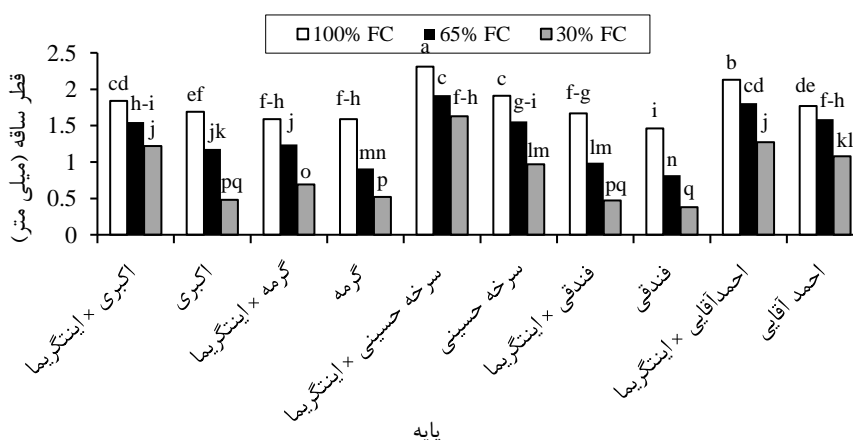 100% FC 65% FC 30% FC
قطر ساقه (میلی متر)
2.5
2
1.5
1
0.5
0
cd h-i j
ef jk pq
f-h j o
f-h mn p
a c f-h
c g-i lm
f-g lm pq
i n q
b cd j
de f-h kl
اکبری × اینتگریما
اکبری
گرمه × اینتگریما
گرمه
سرخه حسینی × اینتگریما
سرخه حسینی
فندقی × اینتگریما
فندقی
احمدآقایی × اینتگریما
احمد آقایی
پایه